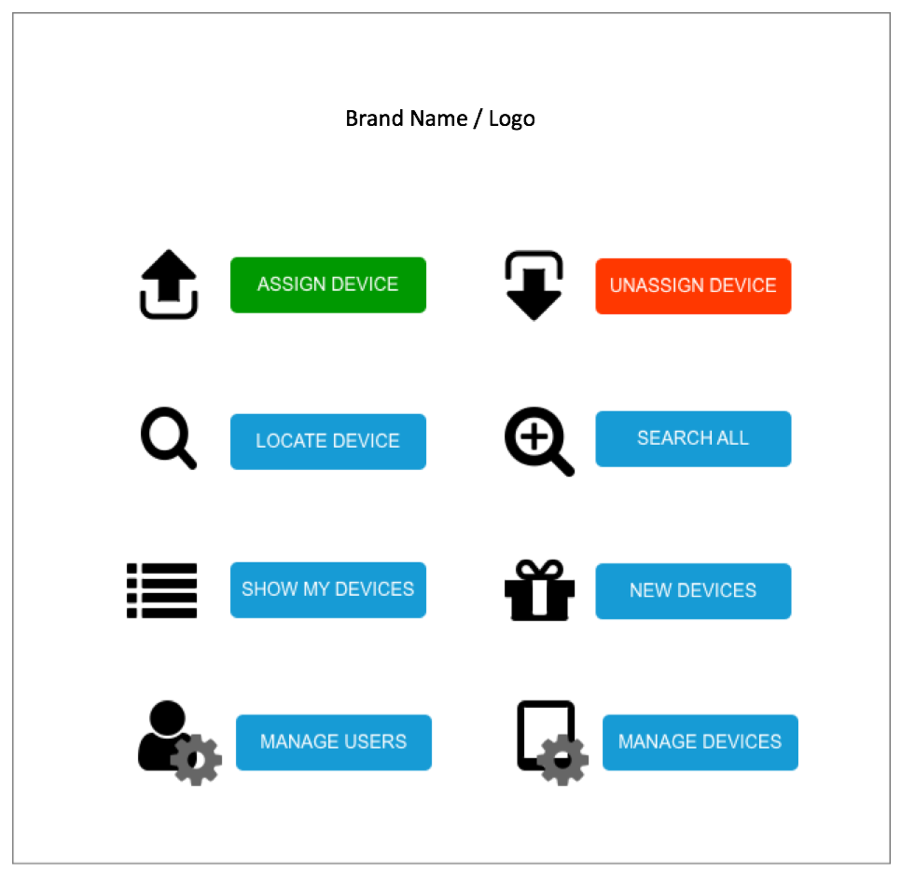 Brand Name / Logo
ASSIGN DEVICE
UNASSIGN DEVICE
LOCATE DEVICE
SEARCH ALL
SHOW MY DEVICES
NEW DEVICES
MANAGE USERS
MANAGE DEVICES